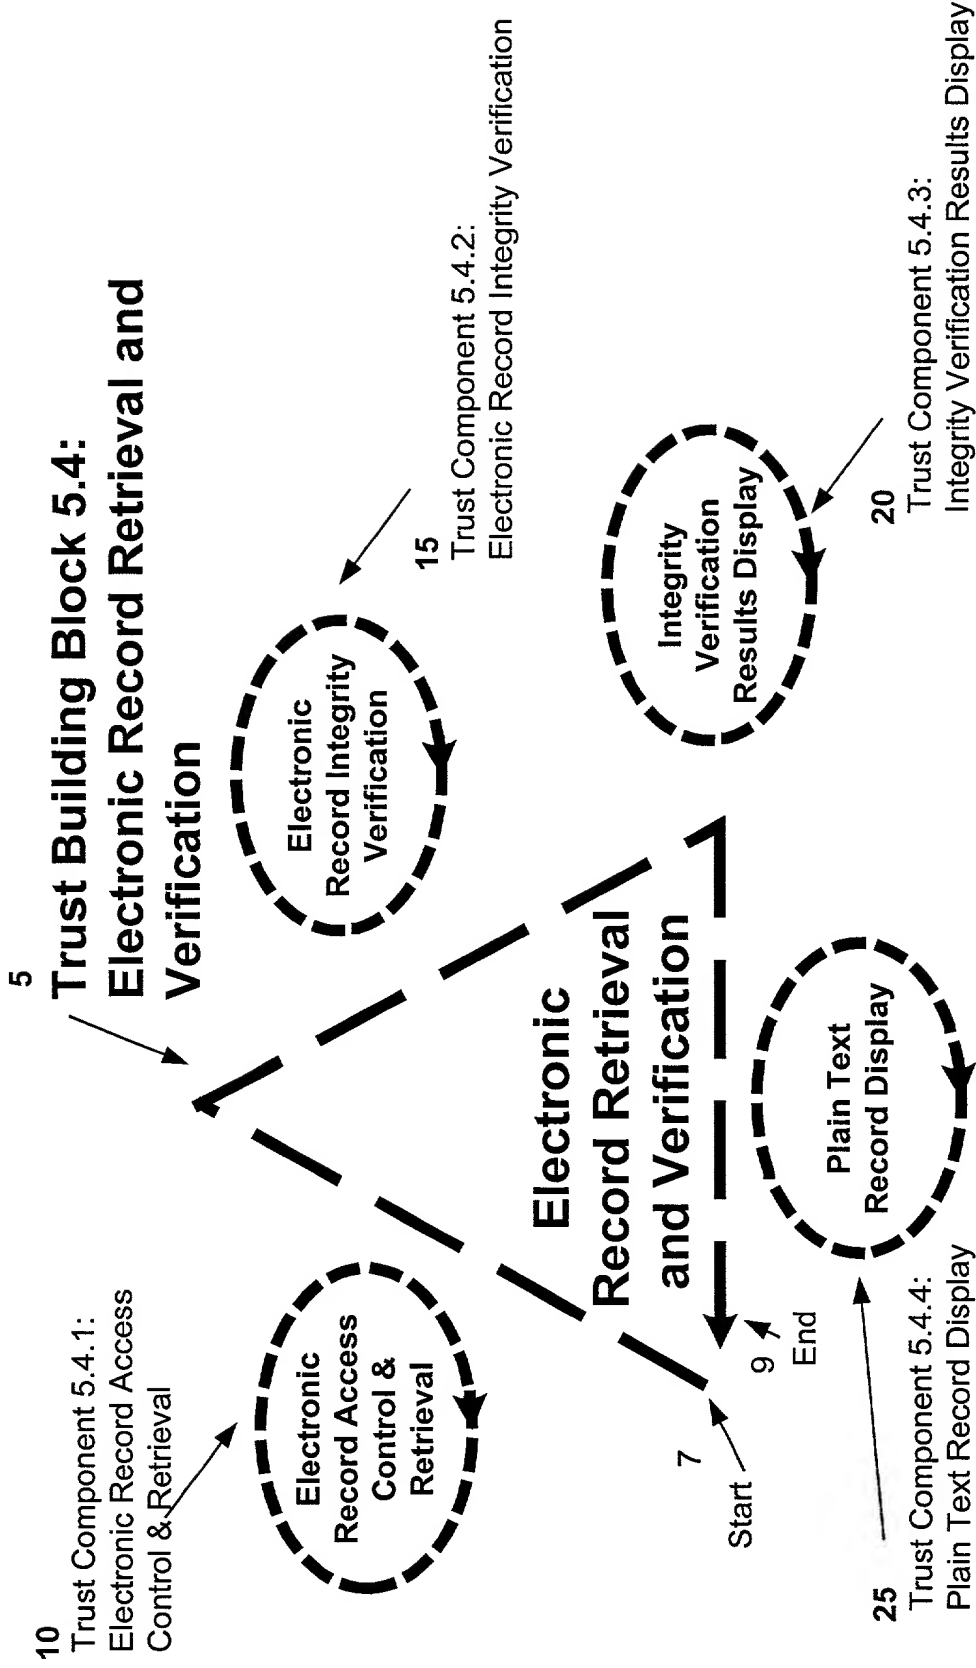 5
Trust Building Block 5.4:
Electronic Record Retrieval and
Verification
10
Trust Component 5.4.1:
Electronic Record Access
Control & Retrieval
Electronic
Record Access
Control &
Retrieval
Electronic
Record Integrity
Verification
15
Trust Component 5.4.2:
Electronic Record Integrity Verification
Electronic
Record Retrieval
and Verification
Integrity
Verification
Results Display
7
Start
9
End
Plain Text
Record Display
20
Trust Component 5.4.3:
Integrity Verification Results Display
25
Trust Component 5.4.4:
Plain Text Record Display